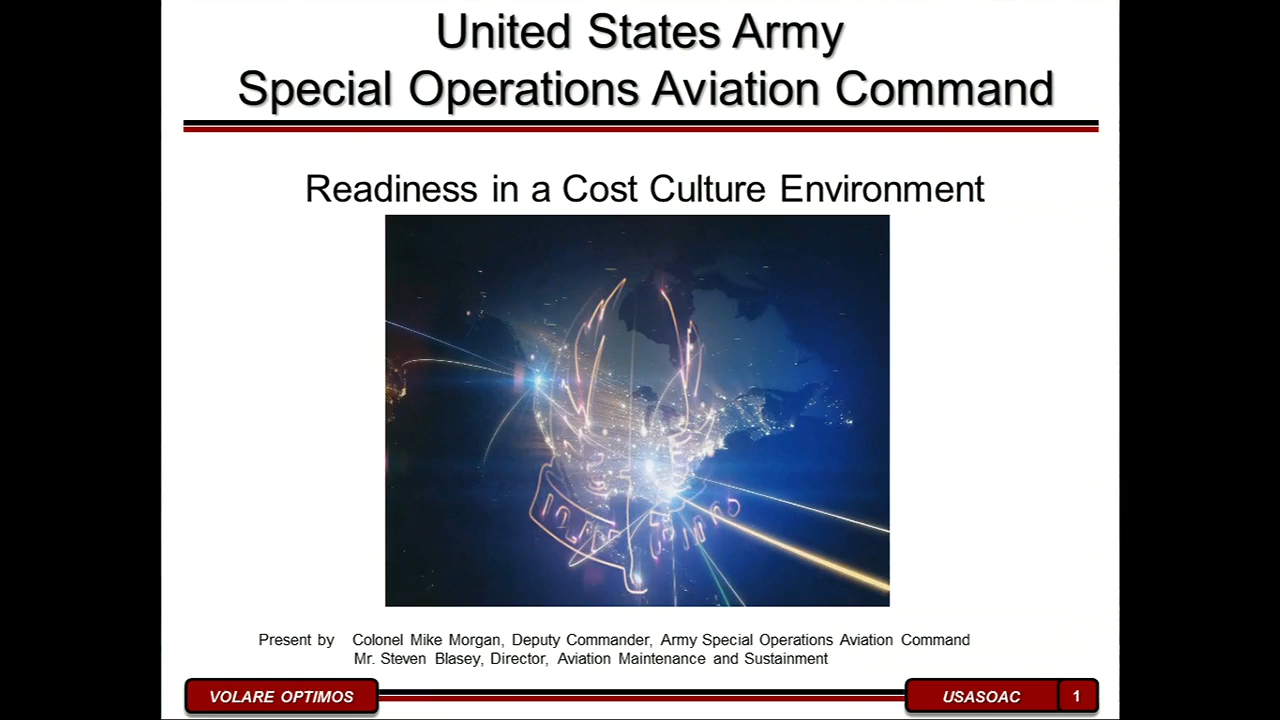 United States Army
Special Operations Aviation Command
Readiness in a Cost Culture Environment
Present by Colonel Mike Morgan, Deputy Commander, Army Special Operations Aviation Command
Mr. Steven Blasey, Director, Aviation Maintenance and Sustainment
VOLARE OPTIMOS
USASOAC 1